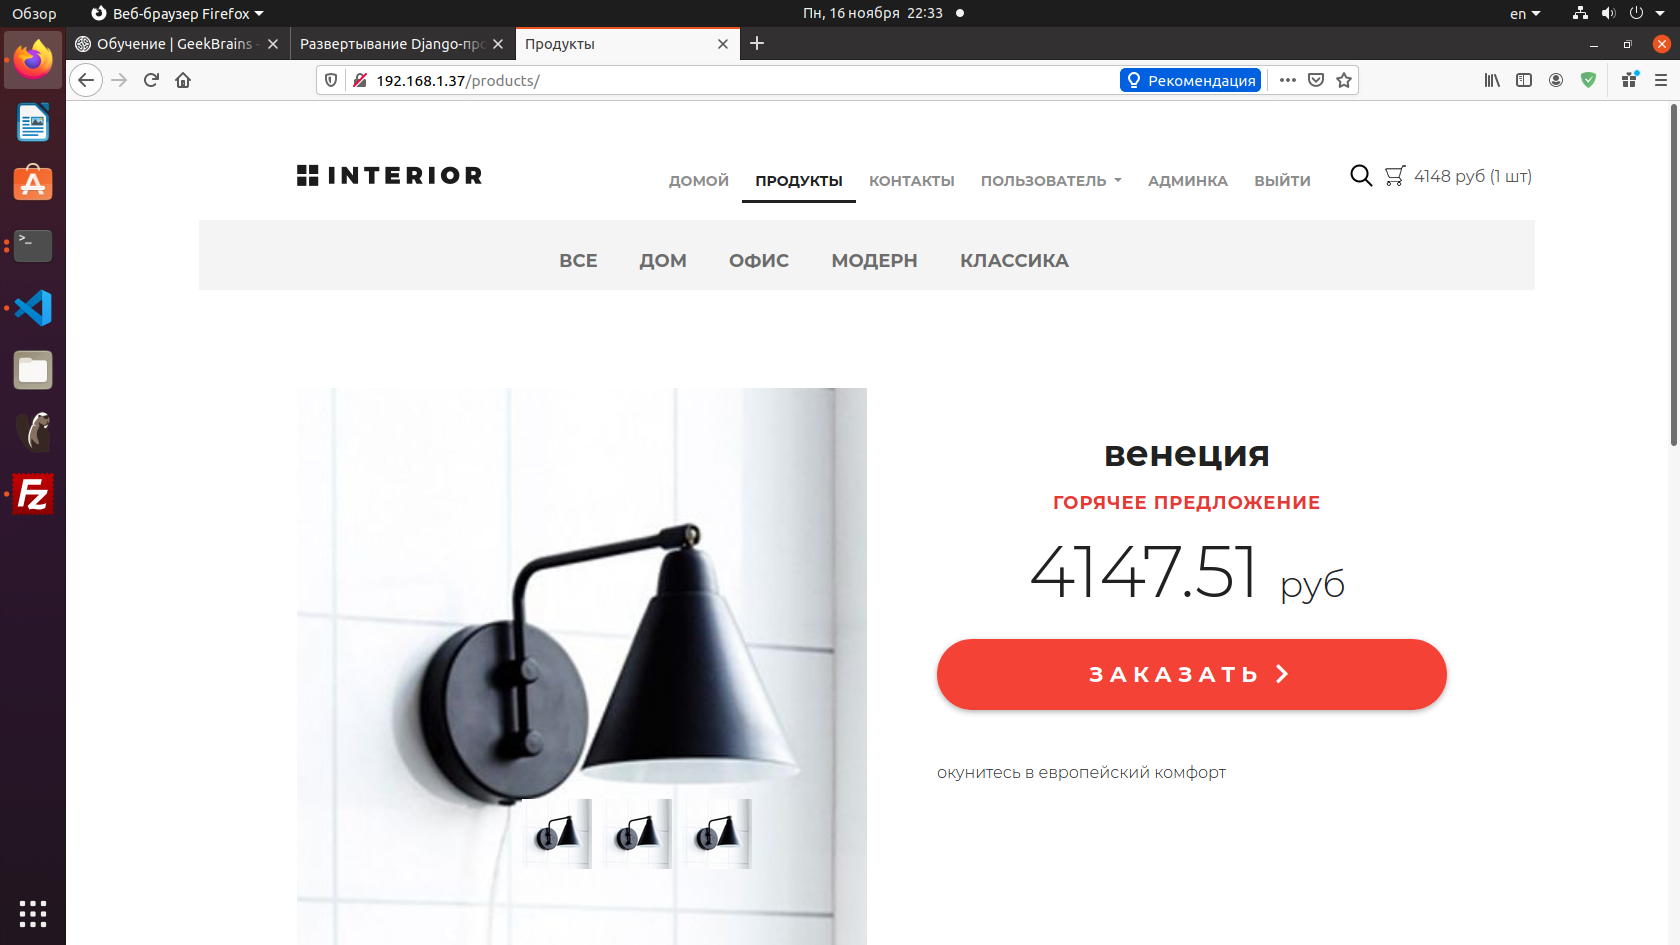 Обзор
Веб-браузер Firefox
Пн, 16 ноября 22:33
en
Обучение | GeekBrains -
Развертывание Django-про
Продукты
192.168.1.37/products/
Рекомендация
INTERIOR
ДОМОЙ
ПРОДУКТЫ
КОНТАКТЫ
ПОЛЬЗОВАТЕЛЬ
АДМИНКА
ВЫЙТИ
4148 руб (1 шт)
ВСЕ
ДОМ
ОФИС
МОДЕРН
КЛАССИКА
венеция
ГОРЯЧЕЕ ПРЕДЛОЖЕНИЕ
4147.51 руб
ЗАКАЗАТЬ
окунитесь в европейский комфорт